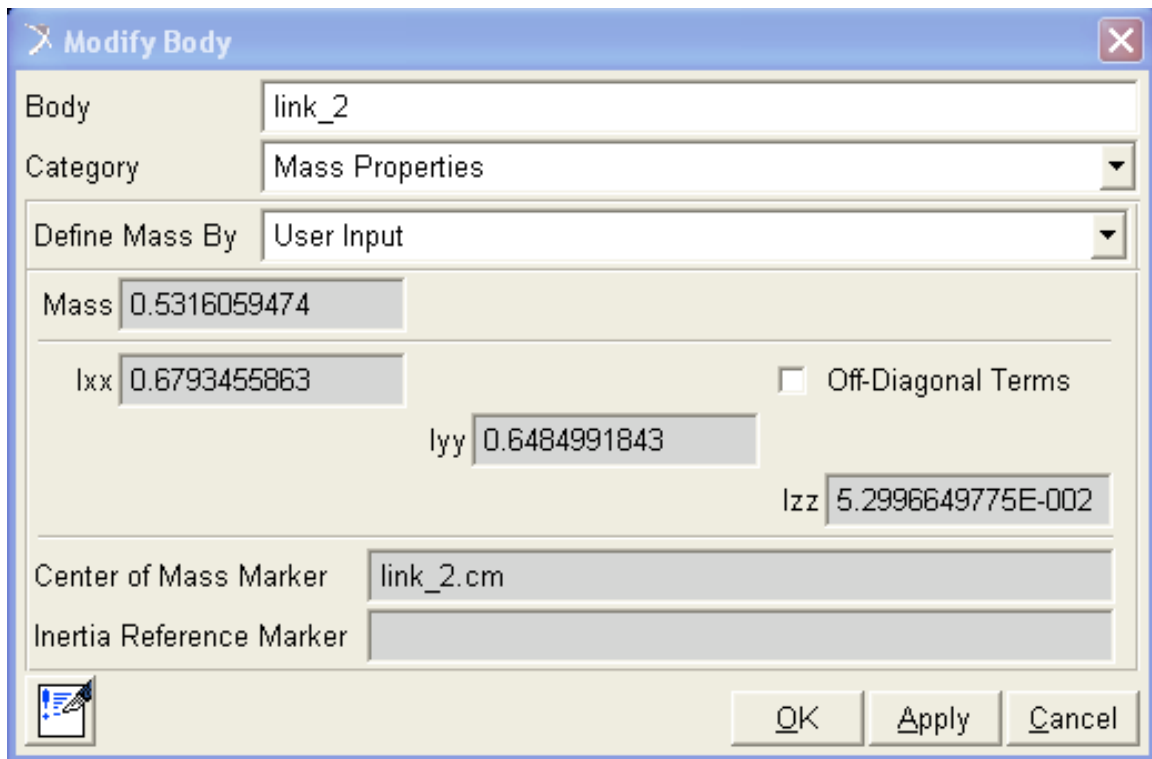 Modify Body
Body link_2
Category Mass Properties
Define Mass By User Input
Mass 0.5316059474
Ixx 0.6793455863 Off-Diagonal Terms
Iyy 0.6484991843
Izz 5.2996649775E-002
Center of Mass Marker link_2.cm
Inertia Reference Marker
OK Apply Cancel